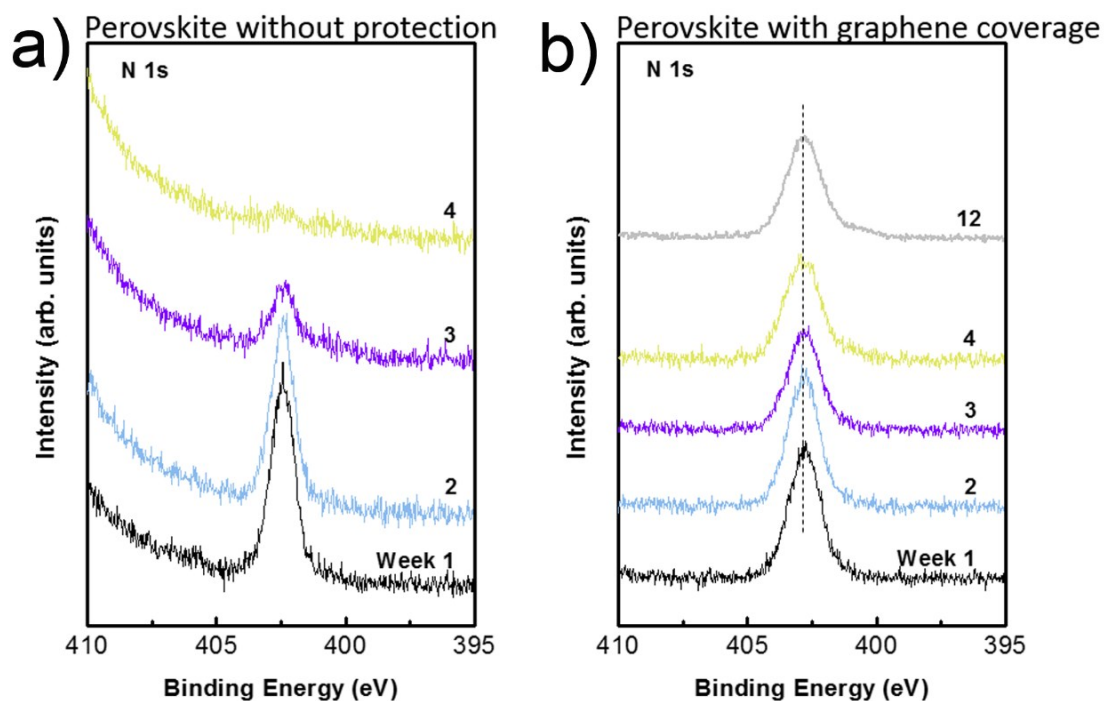 a) Perovskite without protection
N 1s
4
3
2
Week 1
Intensity (arb. units)
410 405 400 395
Binding Energy (eV)
b) Perovskite with graphene coverage
N 1s
12
4
3
2
Week 1
Intensity (arb. units)
410 405 400 395
Binding Energy (eV)